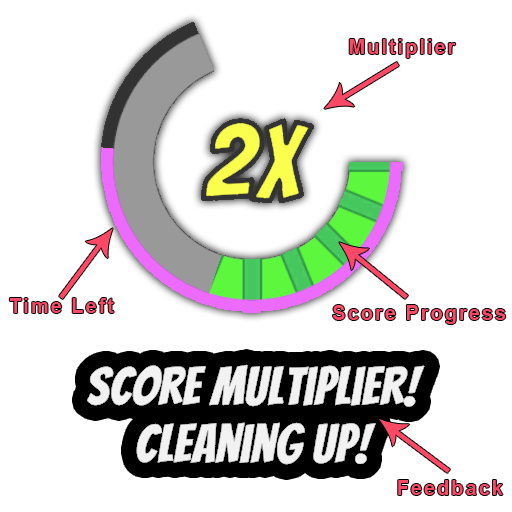 Multiplier
2X
Time Left
Score Progress
SCORE MULTIPLIER!
CLEANING UP!
Feedback